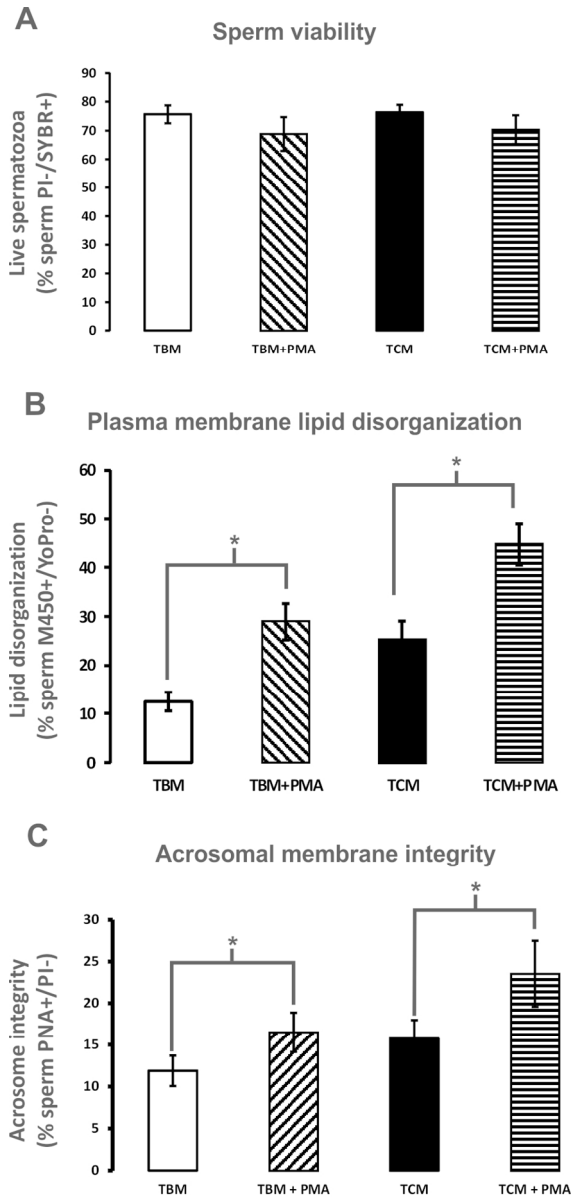 A
Sperm viability
Live spermatozoa
(% sperm PI-/SYBR+)
90
80
70
60
50
40
30
20
10
0
TBM
TBM+PMA
TCM
TCM+PMA
B
Plasma membrane lipid disorganization
Lipid disorganization
(% sperm M450+/YoPro-)
60
50
40
30
20
10
0
*
*
TBM
TBM+PMA
TCM
TCM+PMA
C
Acrosomal membrane integrity
Acrosome integrity
(% sperm PNA+/PI-)
30
25
20
15
10
5
0
*
*
TBM
TBM + PMA
TCM
TCM + PMA